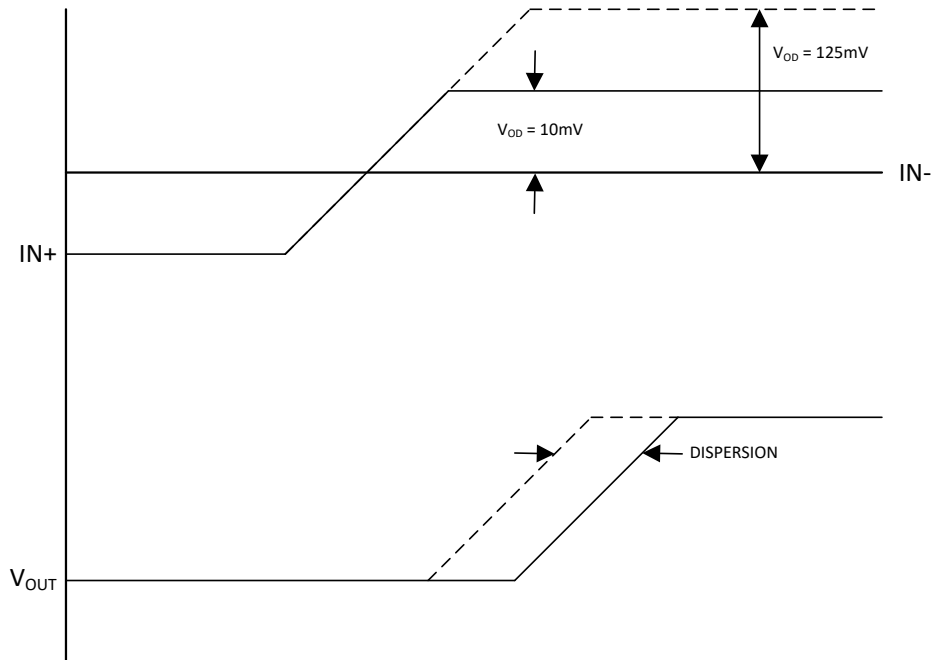 V_OD = 125mV
V_OD = 10mV
IN-
IN+
DISPERSION
V_OUT